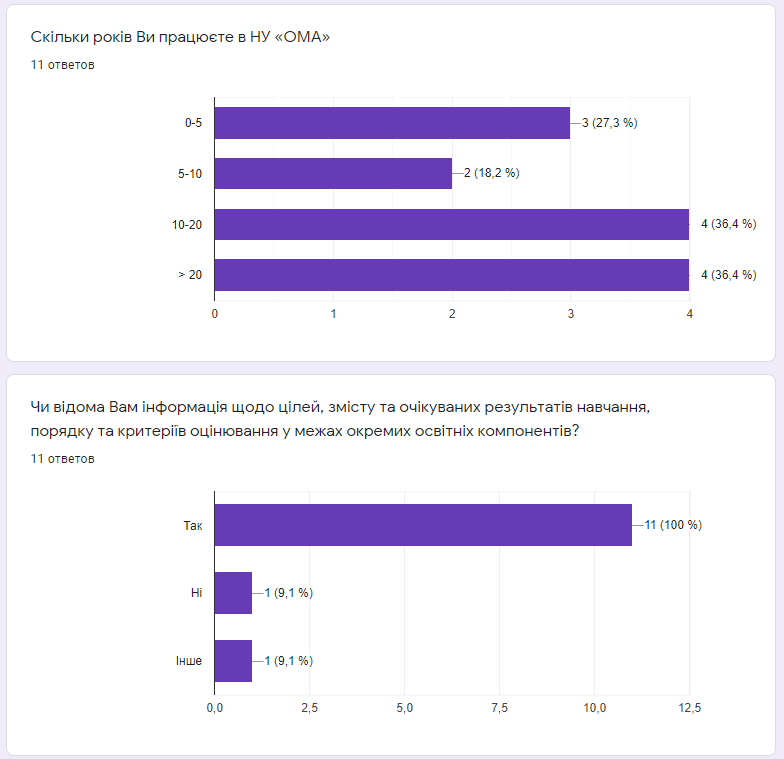 Скільки років Ви працюєте в НУ «ОМА»
11 ответов
0-5
3 (27,3 %)
5-10
2 (18,2 %)
10-20
4 (36,4 %)
> 20
4 (36,4 %)
0 1 2 3 4
Чи відома Вам інформація щодо цілей, змісту та очікуваних результатів навчання,
порядку та критеріїв оцінювання у межах окремих освітніх компонентів?
11 ответов
Так
11 (100 %)
Ні
1 (9,1 %)
Інше
1 (9,1 %)
0,0 2,5 5,0 7,5 10,0 12,5